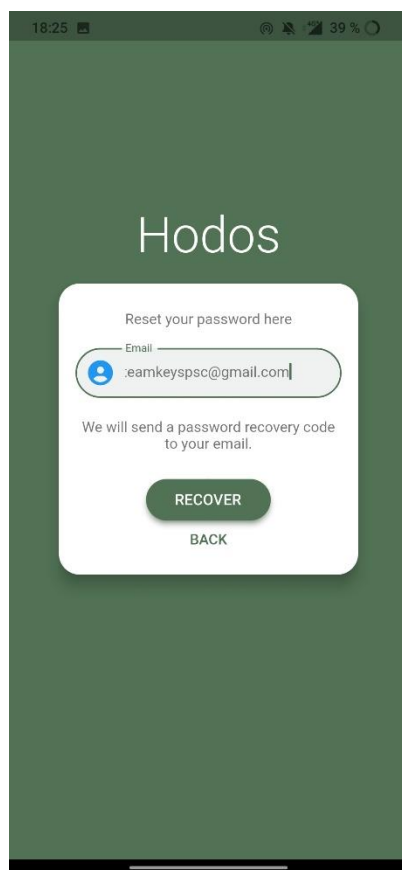 18:25 39 %
Hodos
Reset your password here
Email
:eamkeyspsc@gmail.com
We will send a password recovery code
to your email.
RECOVER
BACK